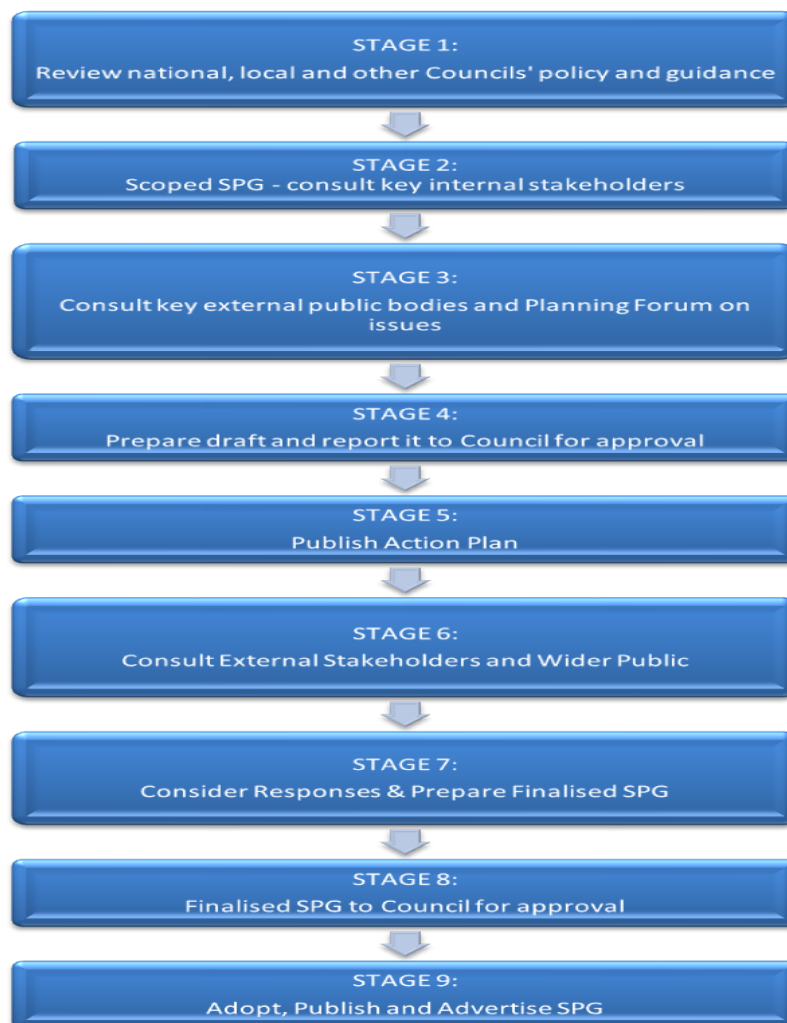 STAGE 1:
Review national, local and other Councils' policy and guidance
STAGE 2:
Scoped SPG - consult key internal stakeholders
STAGE 3:
Consult key external public bodies and Planning Forum on
issues
STAGE 4:
Prepare draft and report it to Council for approval
STAGE 5:
Publish Action Plan
STAGE 6:
Consult External Stakeholders and Wider Public
STAGE 7:
Consider Responses & Prepare Finalised SPG
STAGE 8:
Finalised SPG to Council for approval
STAGE 9:
Adopt, Publish and Advertise SPG